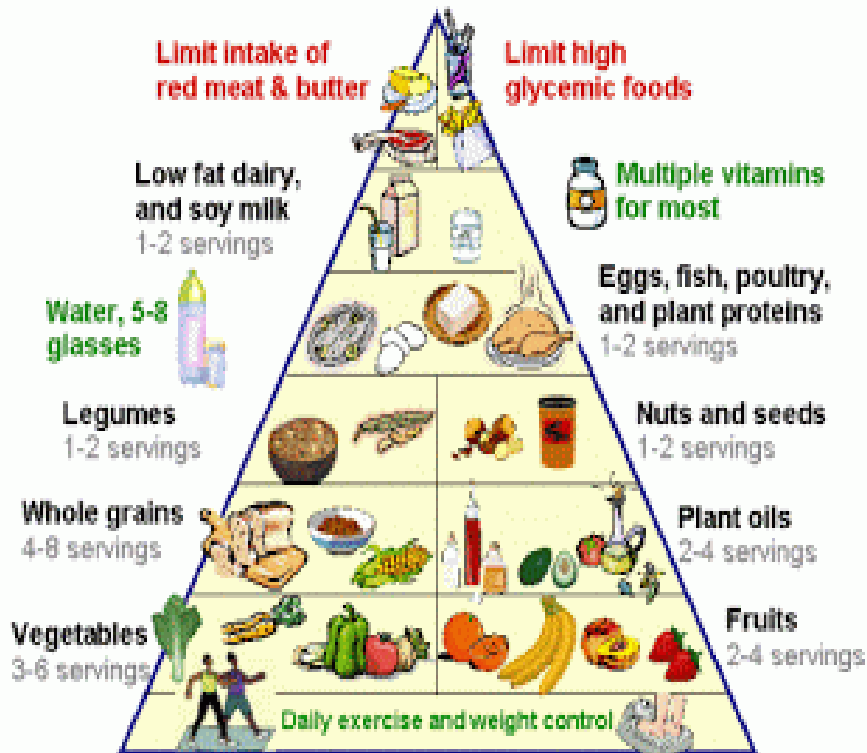 Limit intake of
red meat & butter
Limit high
glycemic foods
Low fat dairy,
and soy milk
1-2 servings
Multiple vitamins
for most
Water, 5-8
glasses
Eggs, fish, poultry,
and plant proteins
1-2 servings
Legumes
1-2 servings
Nuts and seeds
1-2 servings
Whole grains
4-8 servings
Plant oils
2-4 servings
Vegetables
3-6 servings
Fruits
2-4 servings
Daily exercise and weight control